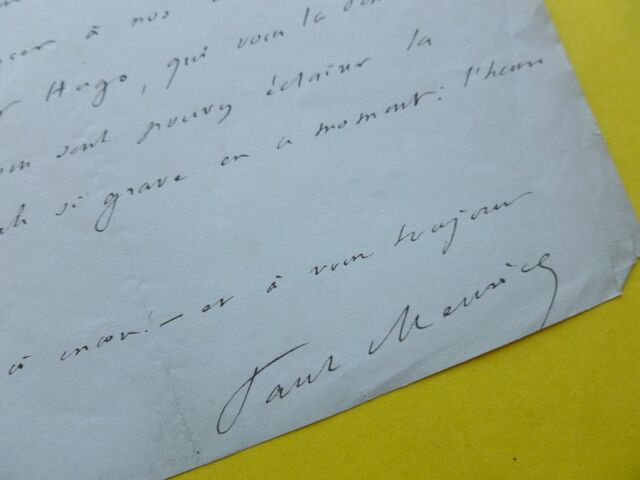 à nos
Hugo, qui vous la
sont pouvez éclairer la
si grave en ce moment: l'heure
à encore! — et à vous toujours
Paul Meurice